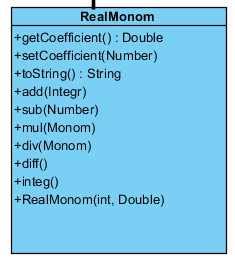 RealMonom
+getCoefficient() : Double
+setCoefficient(Number)
+toString() : String
+add(Integr)
+sub(Number)
+mul(Monom)
+div(Monom)
+diff()
+integ()
+RealMonom(int, Double)